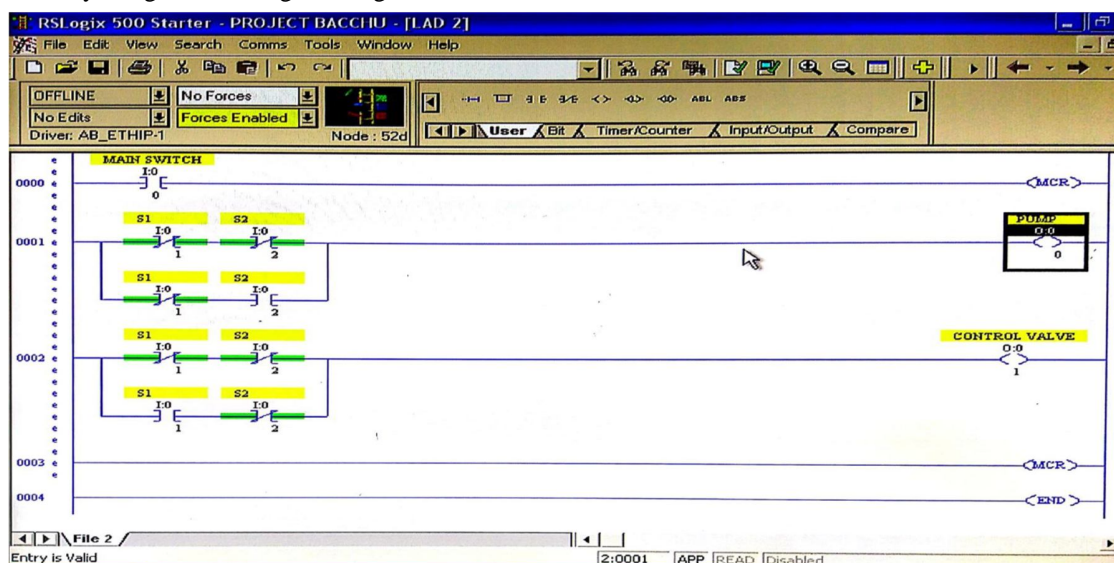 RSLogix 500 Starter - PROJECT BACCHU - [LAD 2]
File Edit View Search Comms Tools Window Help
OFFLINE No Forces
No Edits Forces Enabled
Driver: AB_ETHIP-1 Node : 52d
ABL ABS
User Bit Timer/Counter Input/Output Compare
MAIN SWITCH
I:0
0000 MCR
0
S1 S2 PUMP
I:0 I:0 O:0
0001
1 2 0
S1 S2
I:0 I:0
1 2
S1 S2 CONTROL VALVE
I:0 I:0 O:0
0002
1 2 1
S1 S2
I:0 I:0
1 2
0003 MCR
0004 END
File 2
Entry is Valid 2:0001 APP READ Disabled